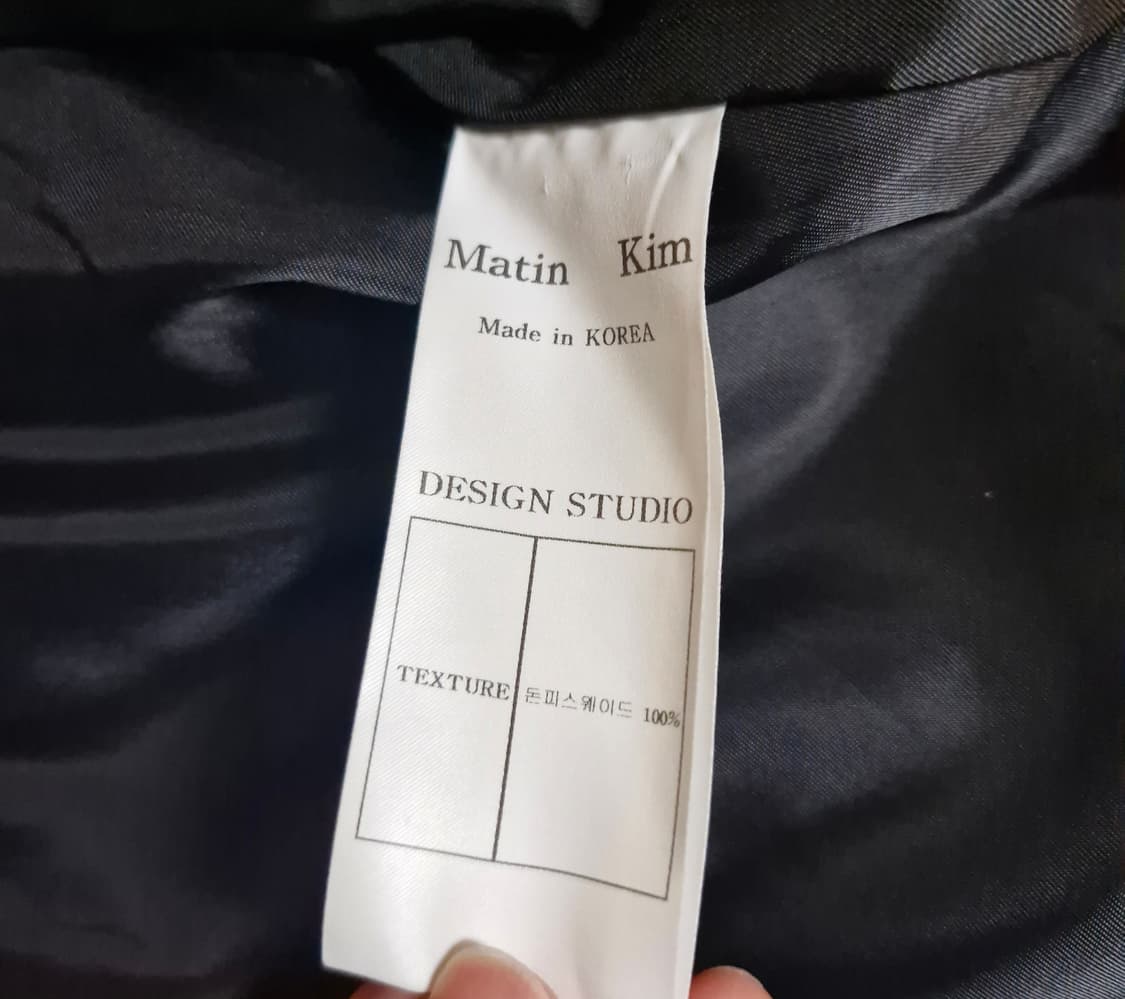 Matin Kim
Made in KOREA
DESIGN STUDIO
TEXTURE 돈피스웨이드 100%